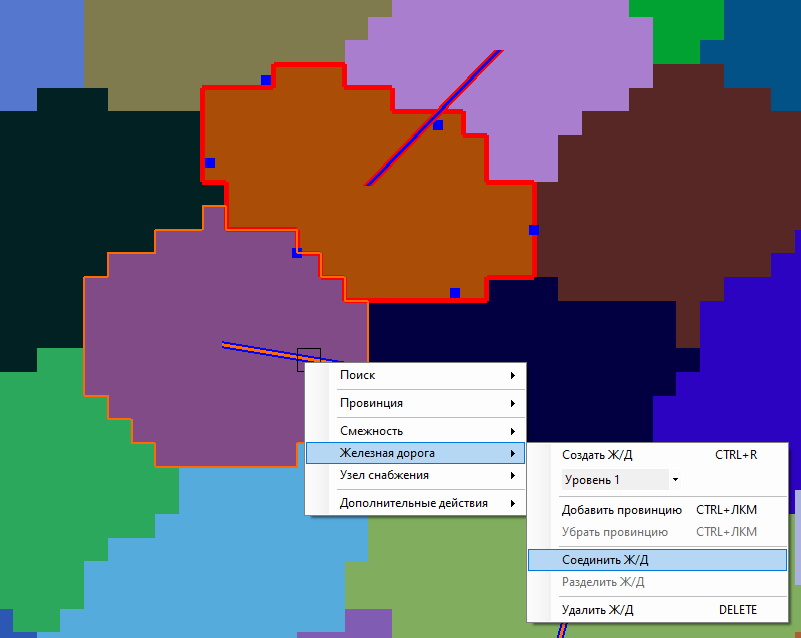 Поиск
Провинция
Смежность
Железная дорога
Узел снабжения
Дополнительные действия
Создать Ж/Д CTRL+R
Уровень 1
Добавить провинцию CTRL+ЛКМ
Убрать провинцию CTRL+ЛКМ
Соединить Ж/Д
Разделить Ж/Д
Удалить Ж/Д DELETE